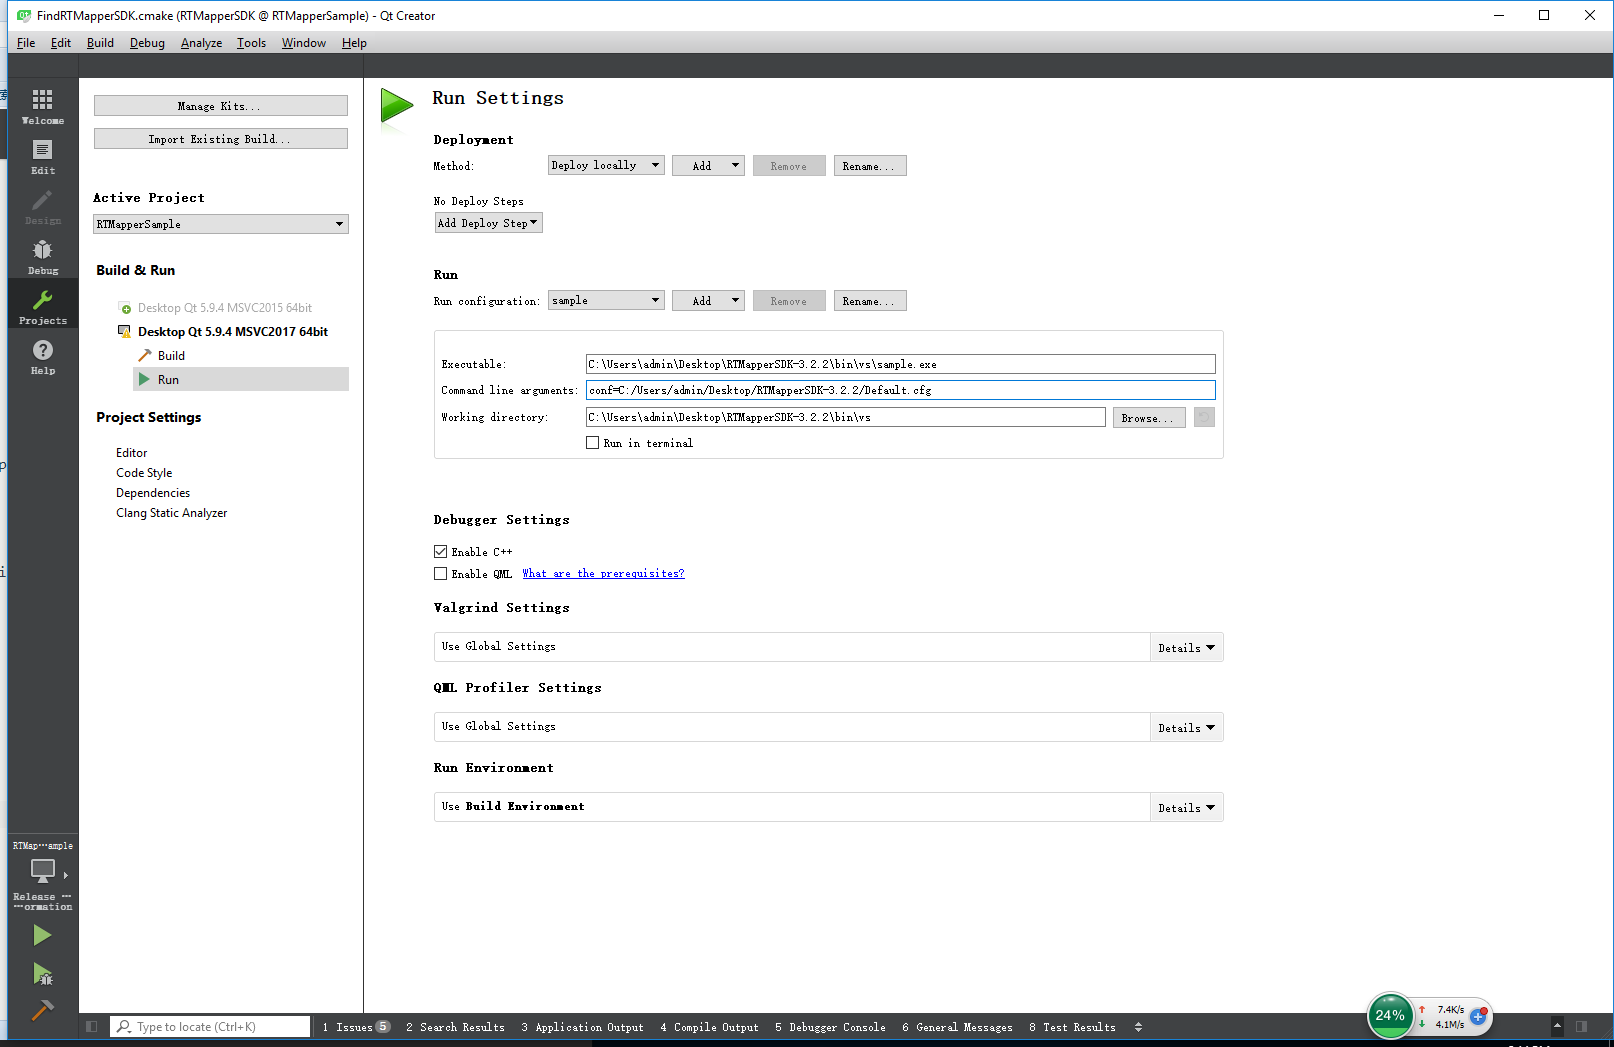 FindRTMapperSDK.cmake (RTMapperSDK @ RTMapperSample) - Qt Creator
File Edit Build Debug Analyze Tools Window Help
Welcome
Edit
Design
Debug
Projects
Help
RTMap···ample
Release ···
···ormation
Manage Kits...
Import Existing Build...
Active Project
RTMapperSample
Build & Run
Desktop Qt 5.9.4 MSVC2015 64bit
Desktop Qt 5.9.4 MSVC2017 64bit
Build
Run
Project Settings
Editor
Code Style
Dependencies
Clang Static Analyzer
Run Settings
Deployment
Method: Deploy locally Add Remove Rename...
No Deploy Steps
Add Deploy Step
Run
Run configuration: sample Add Remove Rename...
Executable: C:\Users\admin\Desktop\RTMapperSDK-3.2.2\bin\vs\sample.exe
Command line arguments: conf=C:/Users/admin/Desktop/RTMapperSDK-3.2.2/Default.cfg
Working directory: C:\Users\admin\Desktop\RTMapperSDK-3.2.2\bin\vs Browse...
Run in terminal
Debugger Settings
Enable C++
Enable QML What are the prerequisites?
Valgrind Settings
Use Global Settings Details
QML Profiler Settings
Use Global Settings Details
Run Environment
Use Build Environment Details
Type to locate (Ctrl+K) 1 Issues 5 2 Search Results 3 Application Output 4 Compile Output 5 Debugger Console 6 General Messages 8 Test Results
24% 7.4K/s
4.1M/s